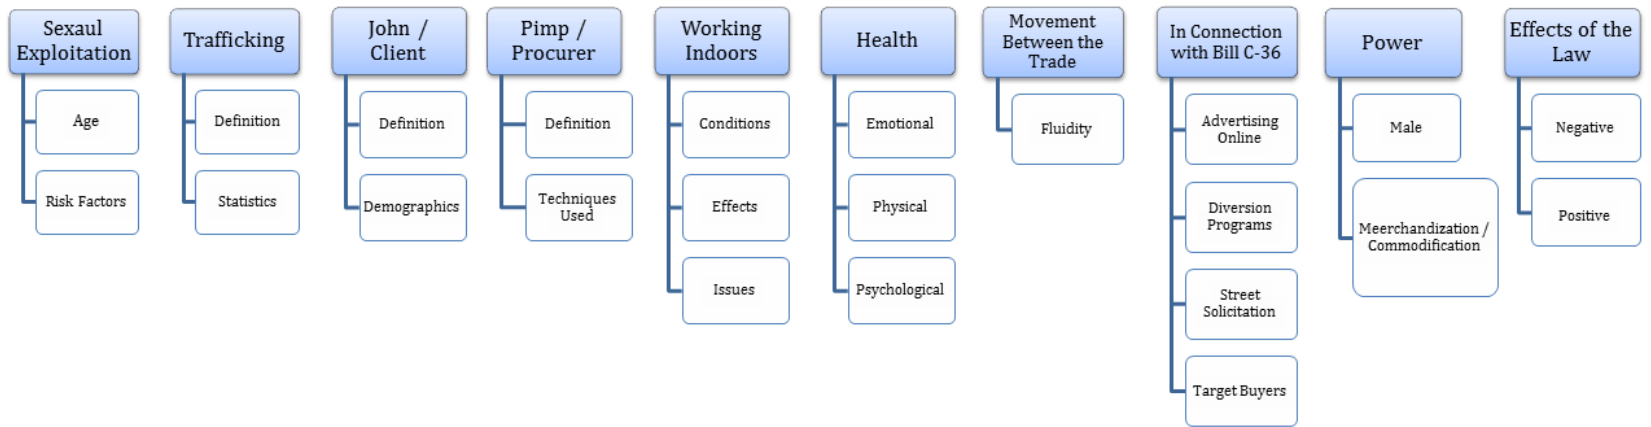 Sexaul
Exploitation
Age
Risk Factors
Trafficking
Definition
Statistics
John /
Client
Definition
Demographics
Pimp /
Procurer
Definition
Techniques
Used
Working
Indoors
Conditions
Effects
Issues
Health
Emotional
Physical
Psychological
Movement
Between the
Trade
Fluidity
In Connection
with Bill C-36
Advertising
Online
Diversion
Programs
Street
Solicitation
Target Buyers
Power
Male
Meerchandization /
Commodification
Effects of the
Law
Negative
Positive